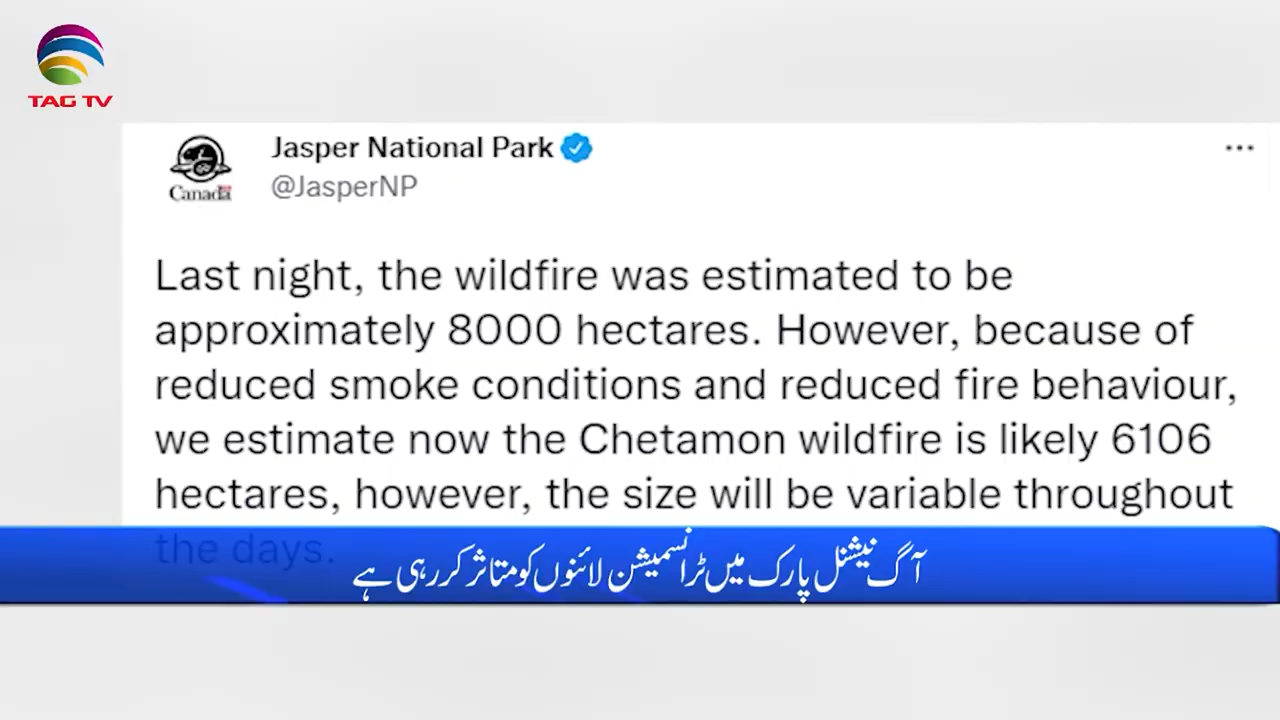 TAG TV
Jasper National Park
@JasperNP
Canada
Last night, the wildfire was estimated to be
approximately 8000 hectares. However, because of
reduced smoke conditions and reduced fire behaviour,
we estimate now the Chetamon wildfire is likely 6106
hectares, however, the size will be variable throughout
the days.
آگ نیشنل پارک میں ٹرانسمیشن لائنوں کو متاثر کر رہی ہے